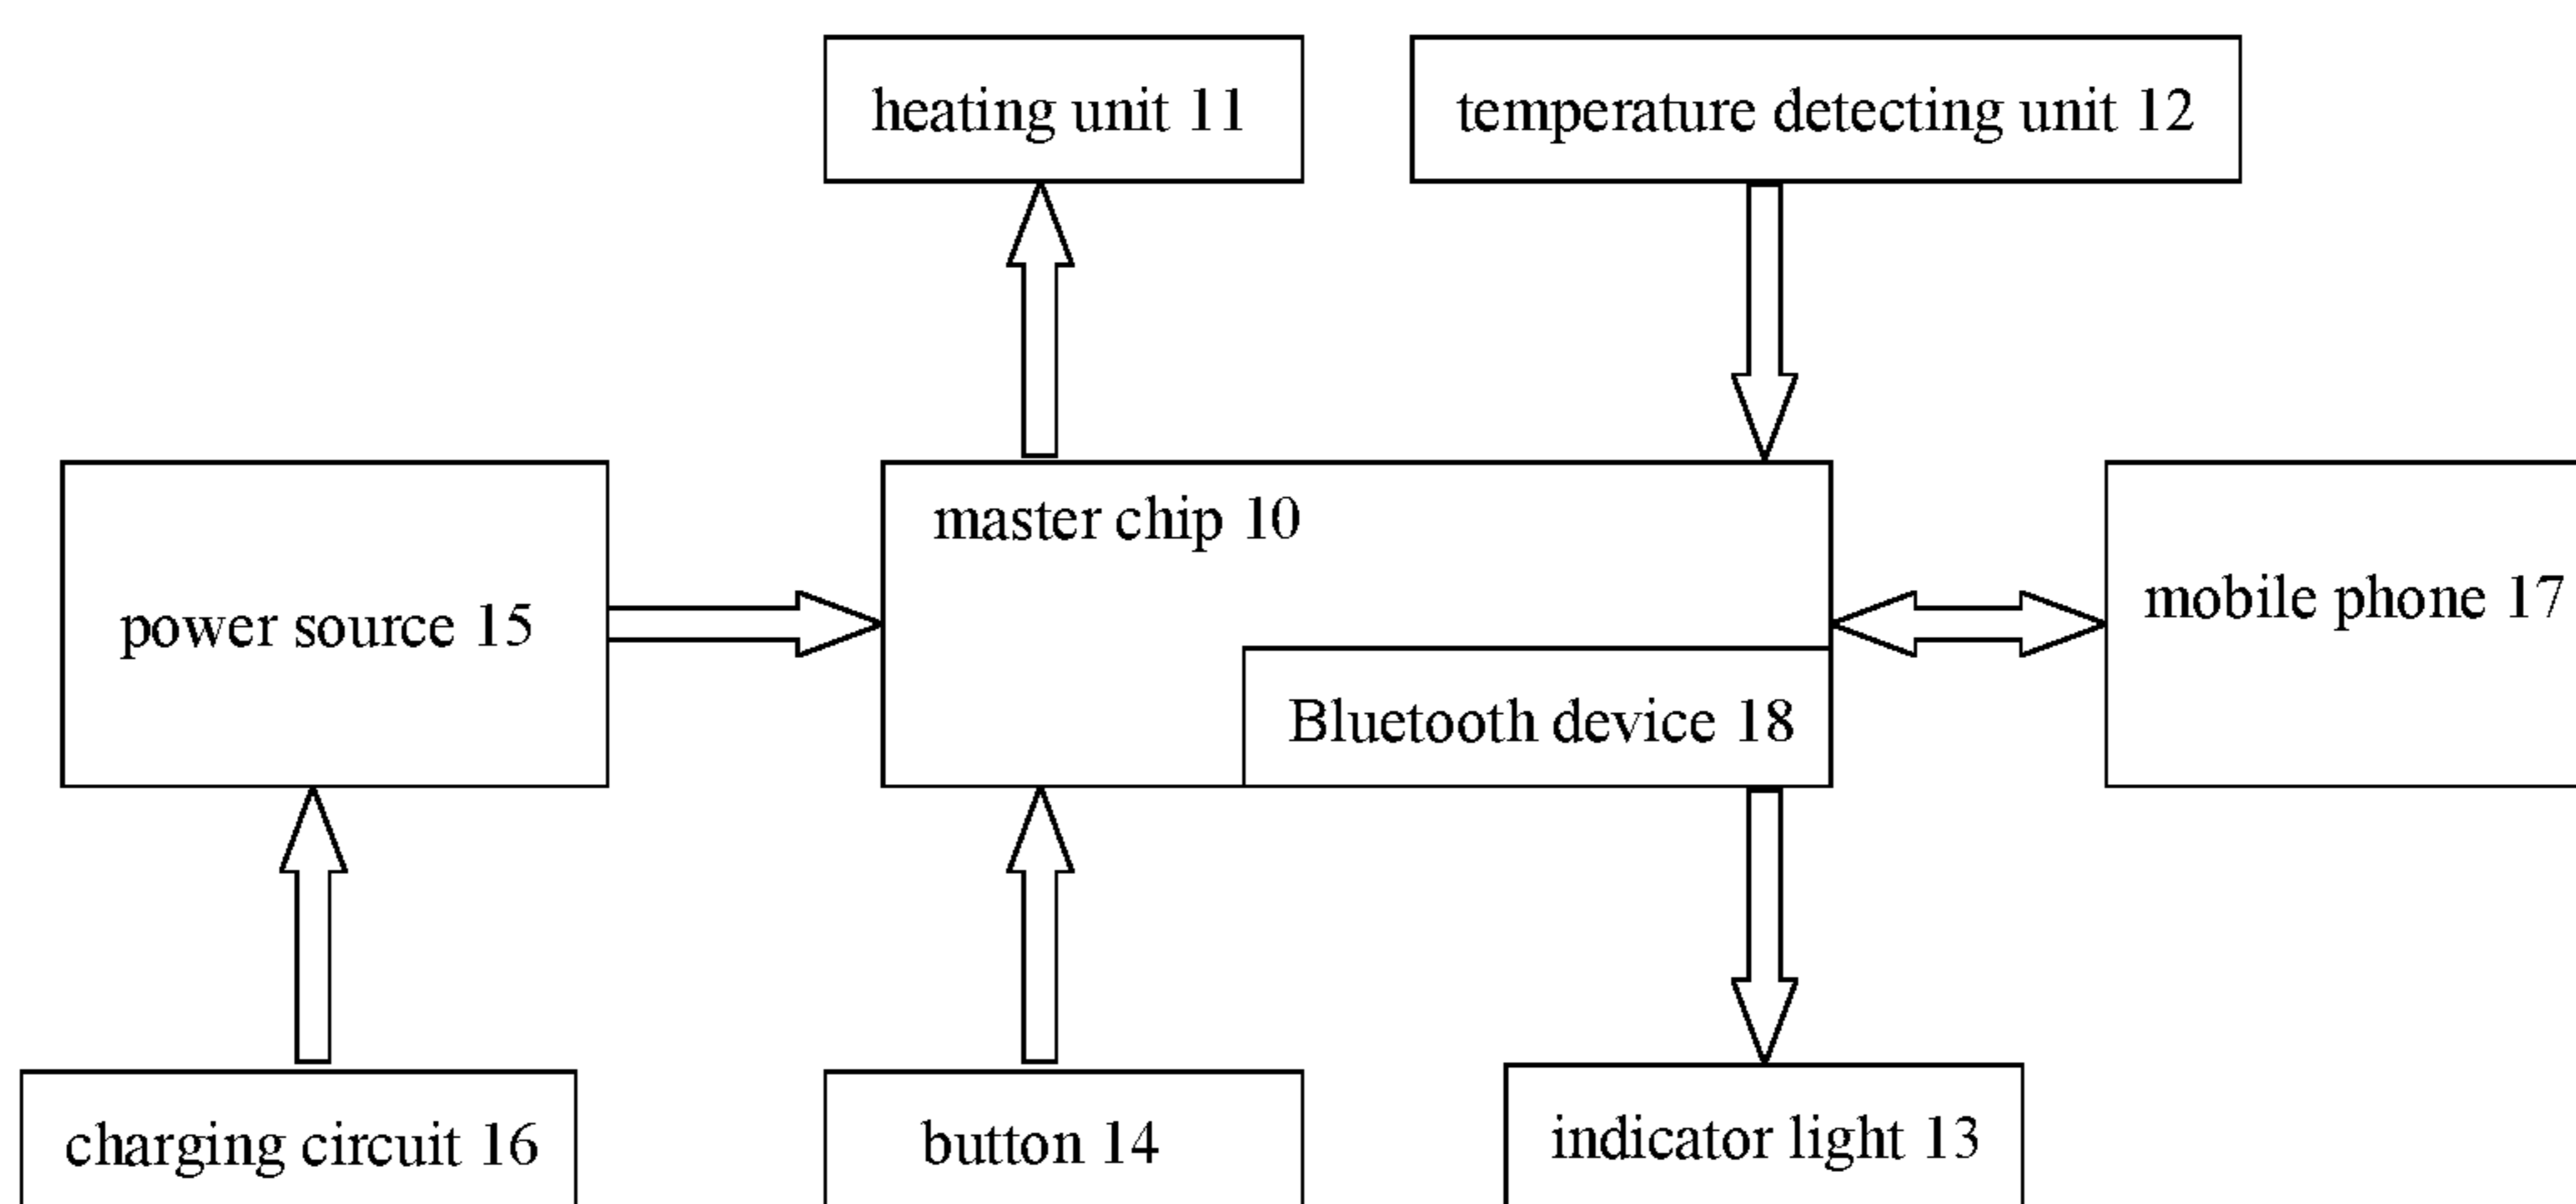 heating unit 11
temperature detecting unit 12
master chip 10
power source 15
mobile phone 17
Bluetooth device 18
charging circuit 16
button 14
indicator light 13